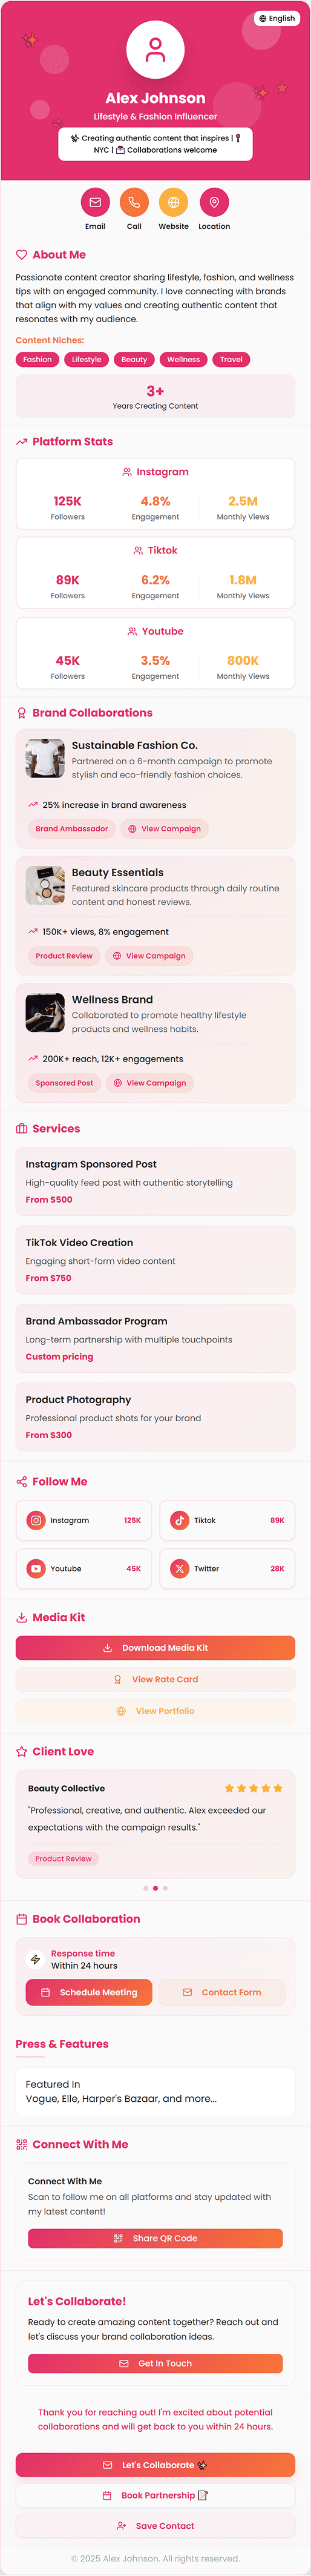 English
Alex Johnson
Lifestyle & Fashion Influencer
✨ Creating authentic content that inspires | 📍
NYC | 📩 Collaborations welcome
Email Call Website Location
About Me
Passionate content creator sharing lifestyle, fashion, and wellness
tips with an engaged community. I love connecting with brands
that align with my values and creating authentic content that
resonates with my audience.
Content Niches:
Fashion Lifestyle Beauty Wellness Travel
3+
Years Creating Content
Platform Stats
Instagram
125K 4.8% 2.5M
Followers Engagement Monthly Views
Tiktok
89K 6.2% 1.8M
Followers Engagement Monthly Views
Youtube
45K 3.5% 800K
Followers Engagement Monthly Views
Brand Collaborations
Sustainable Fashion Co.
Partnered on a 6-month campaign to promote
stylish and eco-friendly fashion choices.
25% increase in brand awareness
Brand Ambassador View Campaign
Beauty Essentials
Featured skincare products through daily routine
content and honest reviews.
150K+ views, 8% engagement
Product Review View Campaign
Wellness Brand
Collaborated to promote healthy lifestyle
products and wellness habits.
200K+ reach, 12K+ engagements
Sponsored Post View Campaign
Services
Instagram Sponsored Post
High-quality feed post with authentic storytelling
From $500
TikTok Video Creation
Engaging short-form video content
From $750
Brand Ambassador Program
Long-term partnership with multiple touchpoints
Custom pricing
Product Photography
Professional product shots for your brand
From $300
Follow Me
Instagram 125K Tiktok 89K
Youtube 45K Twitter 28K
Media Kit
Download Media Kit
View Rate Card
View Portfolio
Client Love
Beauty Collective
"Professional, creative, and authentic. Alex exceeded our
expectations with the campaign results."
Product Review
Book Collaboration
Response time
Within 24 hours
Schedule Meeting Contact Form
Press & Features
Featured In
Vogue, Elle, Harper's Bazaar, and more...
Connect With Me
Connect With Me
Scan to follow me on all platforms and stay updated with
my latest content!
Share QR Code
Let's Collaborate!
Ready to create amazing content together? Reach out and
let's discuss your brand collaboration ideas.
Get In Touch
Thank you for reaching out! I'm excited about potential
collaborations and will get back to you within 24 hours.
Let's Collaborate ✨
Book Partnership 📝
Save Contact
© 2025 Alex Johnson. All rights reserved.